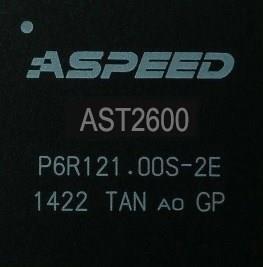 ASPEED
AST2600
P6R121.00S-2E
1422 TAN A0 GP